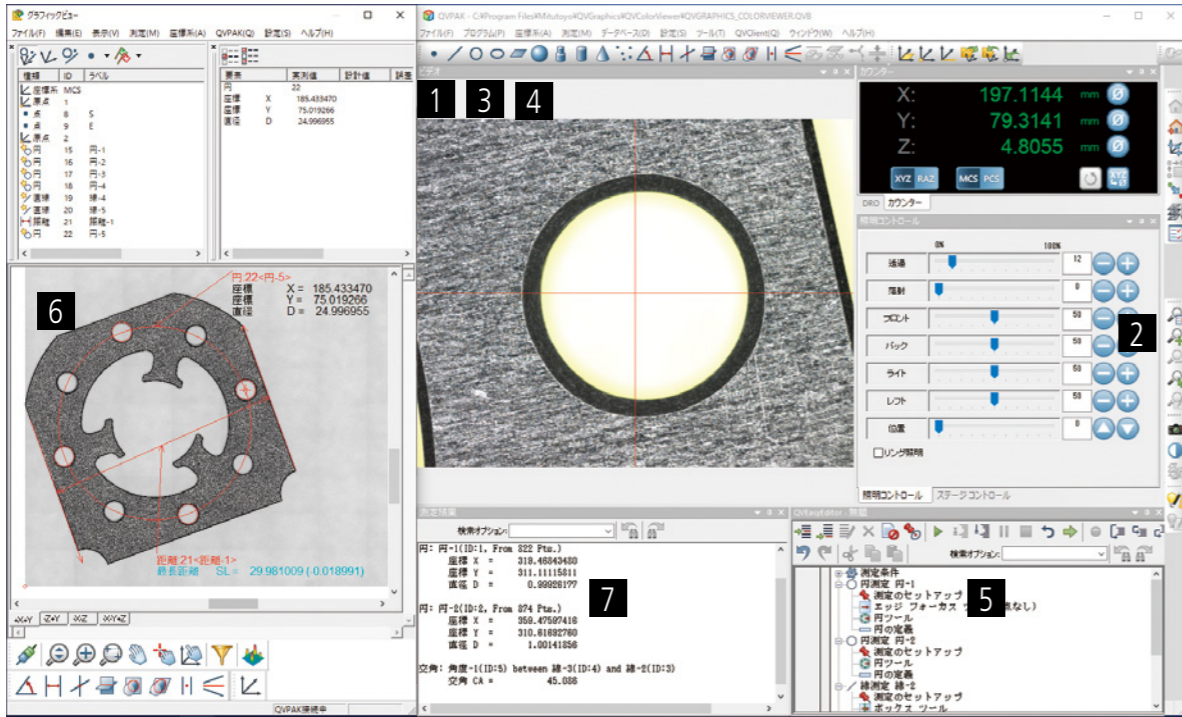 グラフィックビュー
ファイル(F) 編集(E) 表示(V) 測定(M) 座標系(A) QVPAK(Q) 設定(S) ヘルプ(H)
種類 ID ラベル
座標系 MCS
原点 1
点 8 S
点 9 E
原点 2
円 15 円-1
円 16 円-2
円 17 円-3
円 18 円-4
直線 19 線-4
直線 20 線-5
距離 21 距離-1
円 22 円-5
要素 実測値 設計値 誤差
円 22
座標 X 185.433470
座標 Y 75.019266
直径 D 24.996955
6
円:22<円-5>
座標 X = 185.433470
座標 Y = 75.019266
直径 D = 24.996955
距離:21<距離-1>
最長距離 SL = 29.981009 (-0.018991)
+X+Y -Z+Y -X-Z -X+Y+Z
QVPAK接続中
QVPAK - C:¥Program Files¥Mitutoyo¥QVGraphics¥QVColorViewer¥QVGRAPHICS_COLORVIEWER.QVB
ファイル(F) プログラム(P) 座標系(A) 測定(M) データベース(D) 設定(S) ツール(T) QVClient(Q) ウィンドウ(W) ヘルプ(H)
ビデオ
1 3 4
カウンター
X: 197.1144 mm
Y: 79.3141 mm
Z: 4.8055 mm
XYZ RAZ MCS PCS
DRO カウンター
照明コントロール
0% 100%
透過 12
落射 0
フロント 50
バック 50
2
ライト 50
レフト 50
位置 0
リング照明
照明コントロール ステージコントロール
測定結果
検索オプション:
円: 円-1(ID:1, From 822 Pts.)
座標 X = 319.46843480
座標 Y = 311.11115811
直径 D = 0.99926177
円: 円-2(ID:2, From 874 Pts.)
座標 X = 359.47597416
座標 Y = 310.61692760
直径 D = 1.00141856
交角: 角度-1(ID:5) between 線-3(ID:4) and 線-2(ID:3)
交角 CA = 45.086
7
QVEasyEditor - 無題
検索オプション:
測定条件
円測定 円-1
測定のセットアップ
エッジ フォーカス 点なし)
円ツール
円の定義
円測定 円-2
測定のセットアップ
円ツール
円の定義
線測定 線-2
測定のセットアップ
ボックス ツール
5